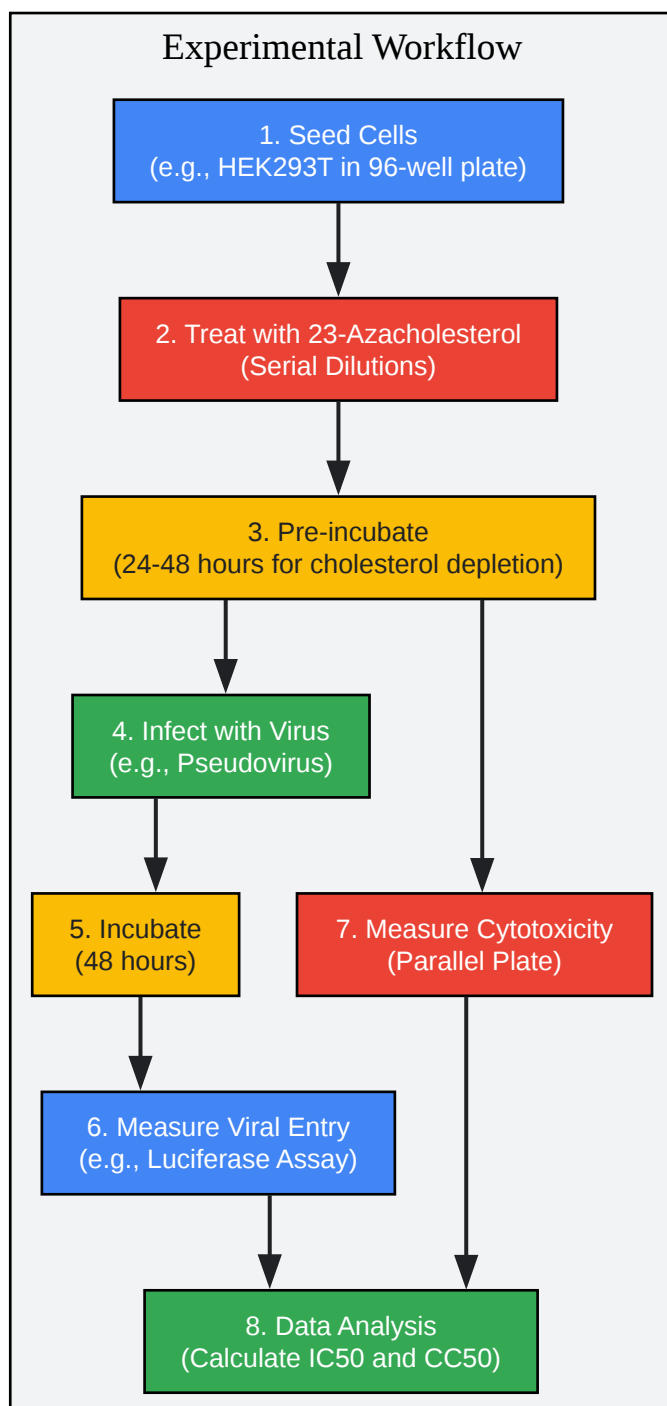 Experimental Workflow
1. Seed Cells
(e.g., HEK293T in 96-well plate)
2. Treat with 23-Azacholesterol
(Serial Dilutions)
3. Pre-incubate
(24-48 hours for cholesterol depletion)
4. Infect with Virus
(e.g., Pseudovirus)
5. Incubate
(48 hours)
7. Measure Cytotoxicity
(Parallel Plate)
6. Measure Viral Entry
(e.g., Luciferase Assay)
8. Data Analysis
(Calculate IC50 and CC50)